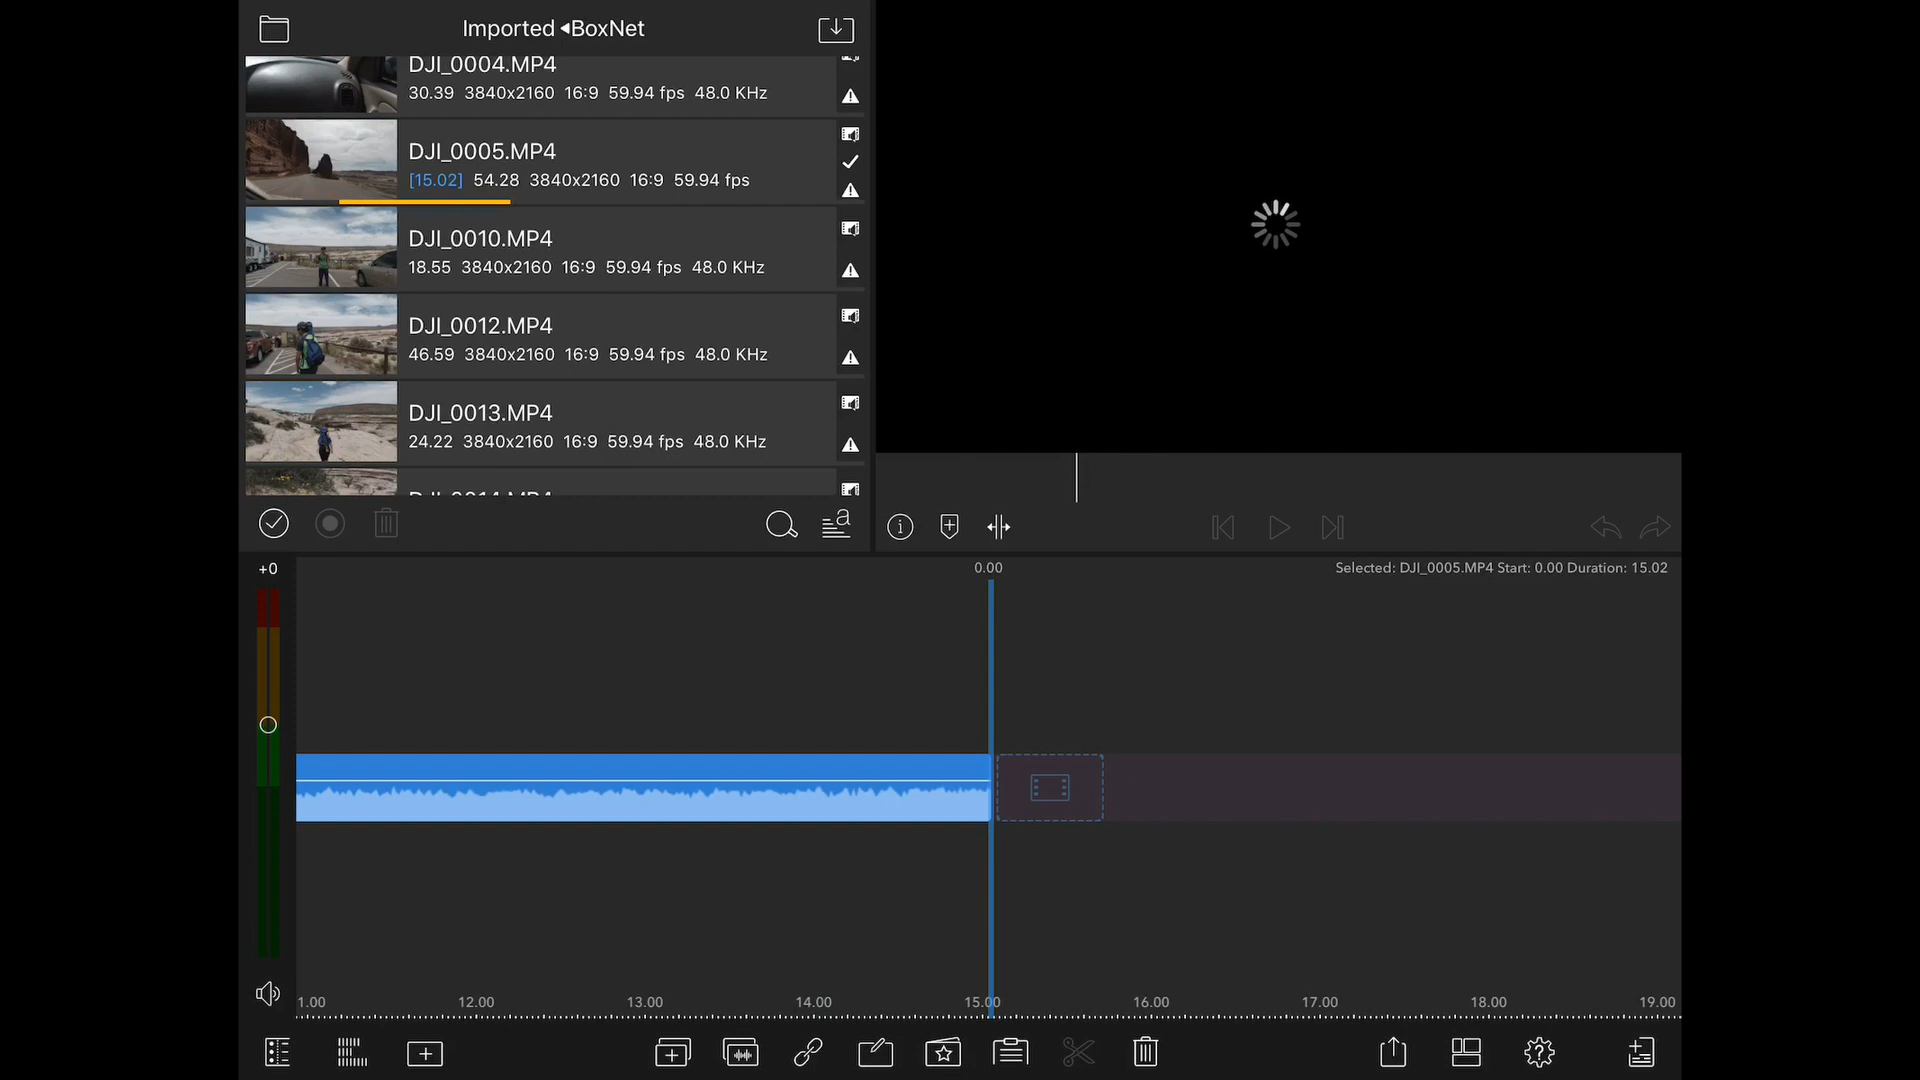 Imported ◂BoxNet
DJI_0004.MP4
30.39 3840x2160 16:9 59.94 fps 48.0 KHz
DJI_0005.MP4
[15.02] 54.28 3840x2160 16:9 59.94 fps
DJI_0010.MP4
18.55 3840x2160 16:9 59.94 fps 48.0 KHz
DJI_0012.MP4
46.59 3840x2160 16:9 59.94 fps 48.0 KHz
DJI_0013.MP4
24.22 3840x2160 16:9 59.94 fps 48.0 KHz
a
+0
0.00
Selected: DJI_0005.MP4 Start: 0.00 Duration: 15.02
1.00 12.00 13.00 14.00 15.00 16.00 17.00 18.00 19.00